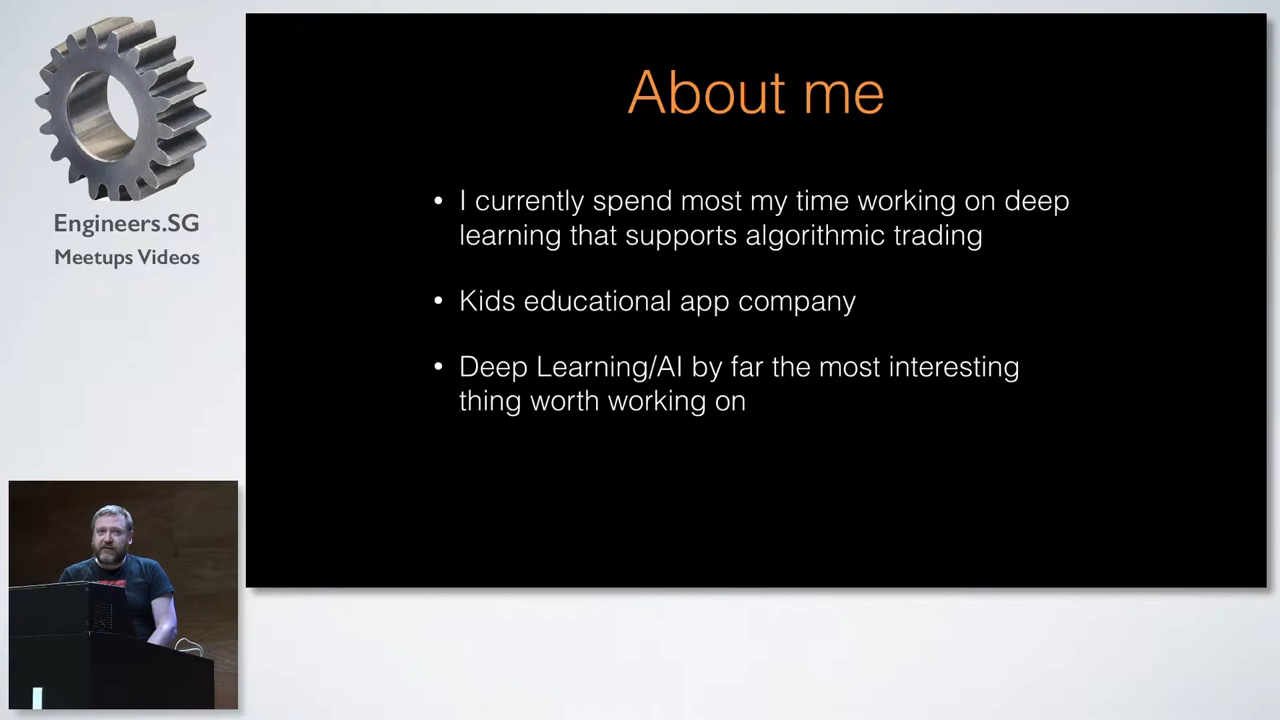 Engineers.SG
Meetups Videos
About me
• I currently spend most my time working on deep
learning that supports algorithmic trading
• Kids educational app company
• Deep Learning/AI by far the most interesting
thing worth working on